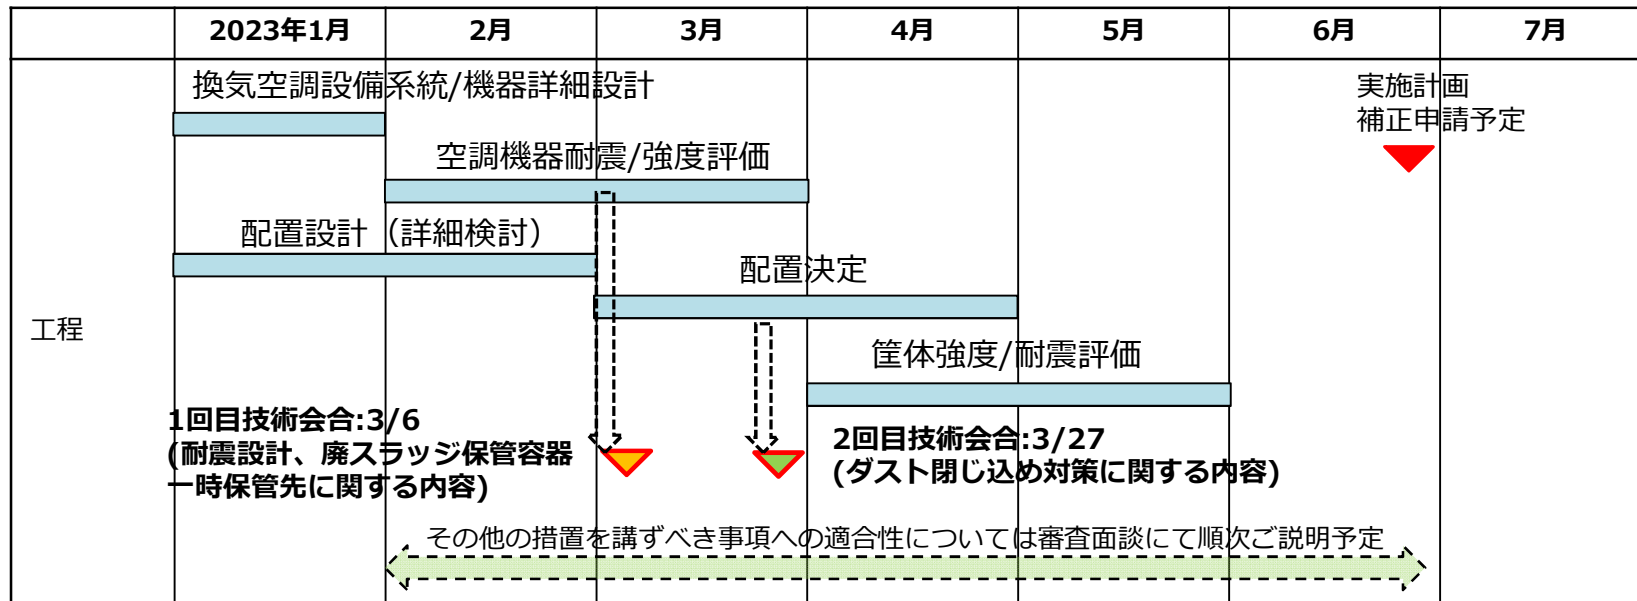 2023年1月
2月
3月
4月
5月
6月
7月
工程
換気空調設備系統/機器詳細設計
実施計画
補正申請予定
空調機器耐震/強度評価
配置設計（詳細検討）
配置決定
筐体強度/耐震評価
1回目技術会合:3/6
(耐震設計、廃スラッジ保管容器
一時保管先に関する内容)
2回目技術会合:3/27
(ダスト閉じ込め対策に関する内容)
その他の措置を講ずべき事項への適合性については審査面談にて順次ご説明予定